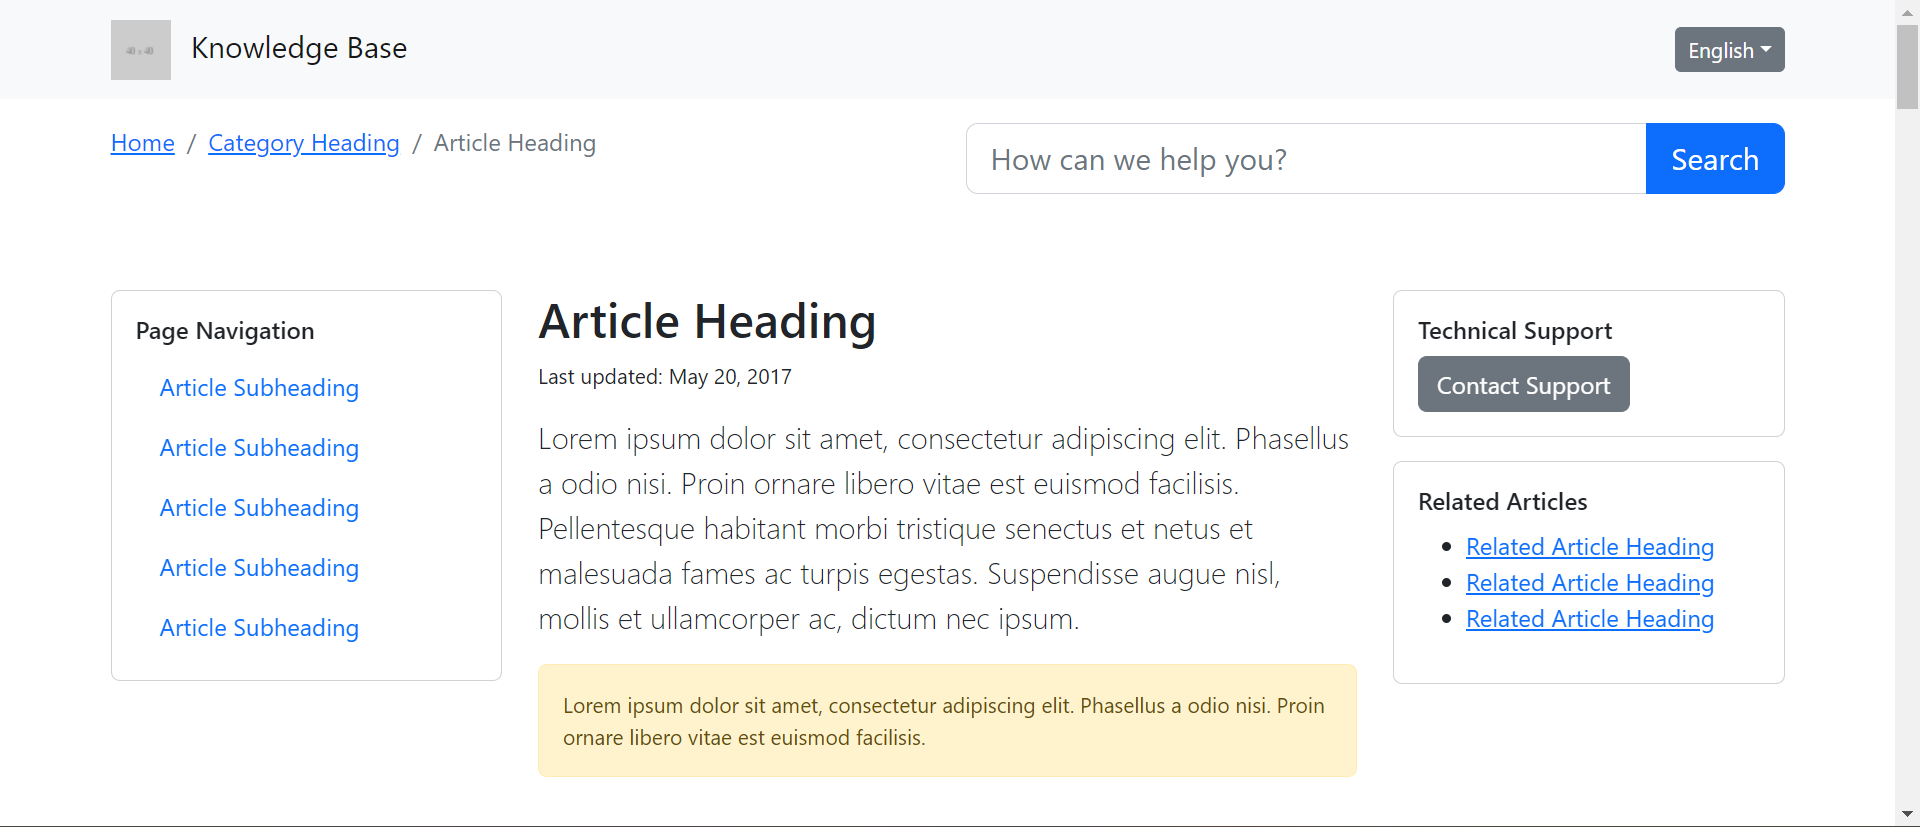 40 x 40
Knowledge Base
English
Home / Category Heading / Article Heading
How can we help you?
Search
Page Navigation
Article Subheading
Article Subheading
Article Subheading
Article Subheading
Article Subheading
Article Heading
Last updated: May 20, 2017
Lorem ipsum dolor sit amet, consectetur adipiscing elit. Phasellus
a odio nisi. Proin ornare libero vitae est euismod facilisis.
Pellentesque habitant morbi tristique senectus et netus et
malesuada fames ac turpis egestas. Suspendisse augue nisl,
mollis et ullamcorper ac, dictum nec ipsum.
Lorem ipsum dolor sit amet, consectetur adipiscing elit. Phasellus a odio nisi. Proin
ornare libero vitae est euismod facilisis.
Technical Support
Contact Support
Related Articles
Related Article Heading
Related Article Heading
Related Article Heading